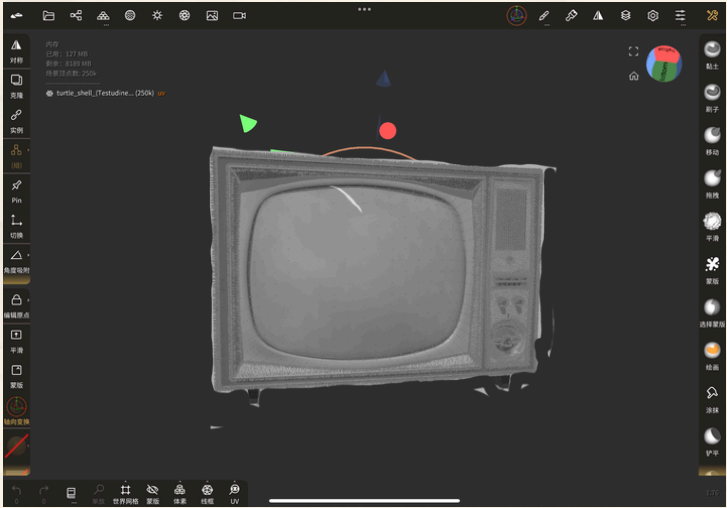 内存
已用: 127 MB
剩余: 8189 MB
场景顶点数: 250k
turtle_shell_(Testudine... (250k) UV
对称
克隆
实例
(组)
Pin
切换
角度吸附
编辑原点
平滑
蒙版
轴向变换
黏土
刷子
移动
拖拽
平滑
蒙版
选择蒙版
绘画
涂抹
铲平
0
0
世界网格
蒙版
体素
线框
UV